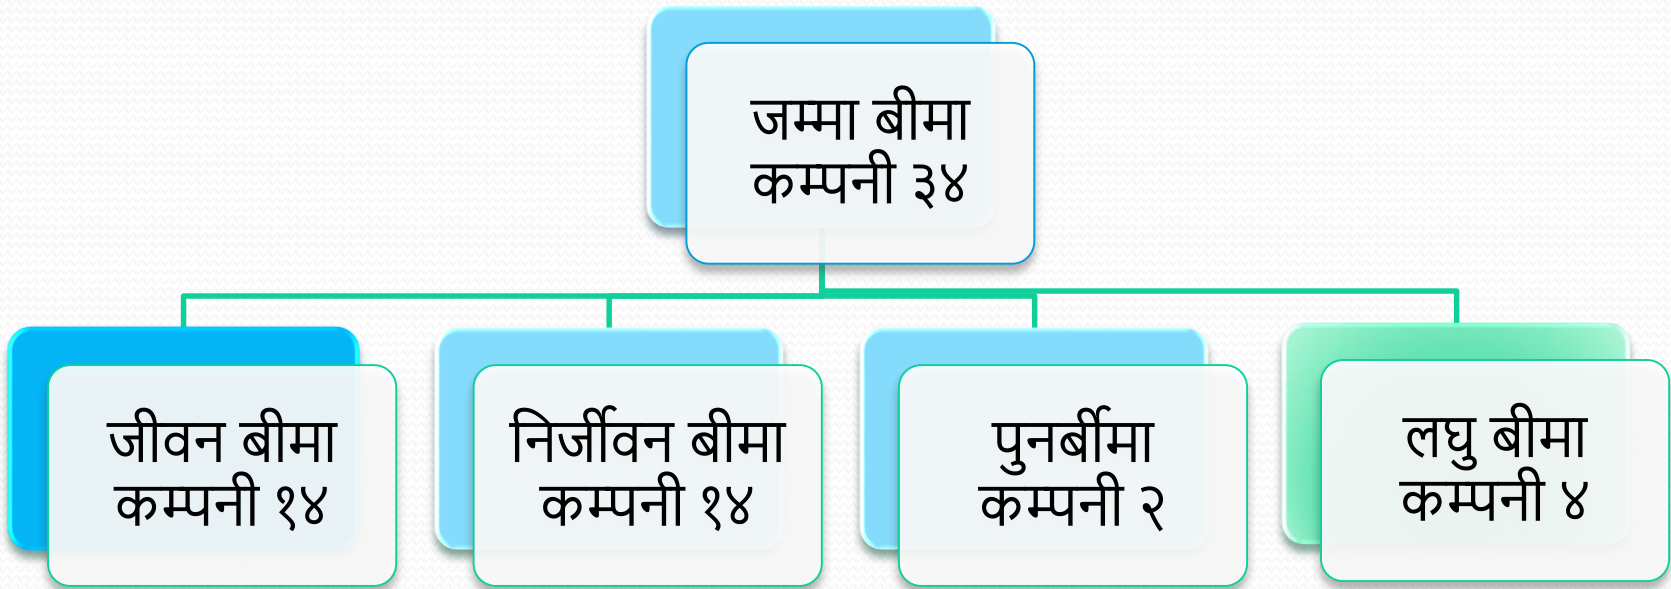 जम्मा बीमा
कम्पनी ३४
जीवन बीमा
कम्पनी १४
निर्जीवन बीमा
कम्पनी १४
पुनर्बीमा
कम्पनी २
लघु बीमा
कम्पनी ४